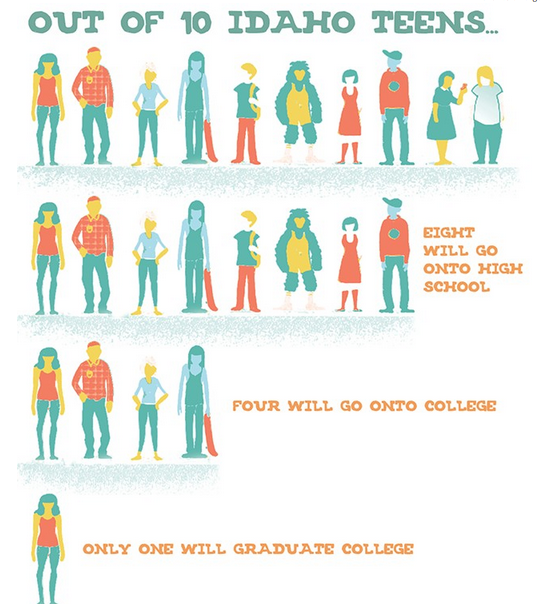 OUT OF 10 IDAHO TEENS...
EIGHT
WILL GO
ONTO HIGH
SCHOOL
FOUR WILL GO ONTO COLLEGE
ONLY ONE WILL GRADUATE COLLEGE